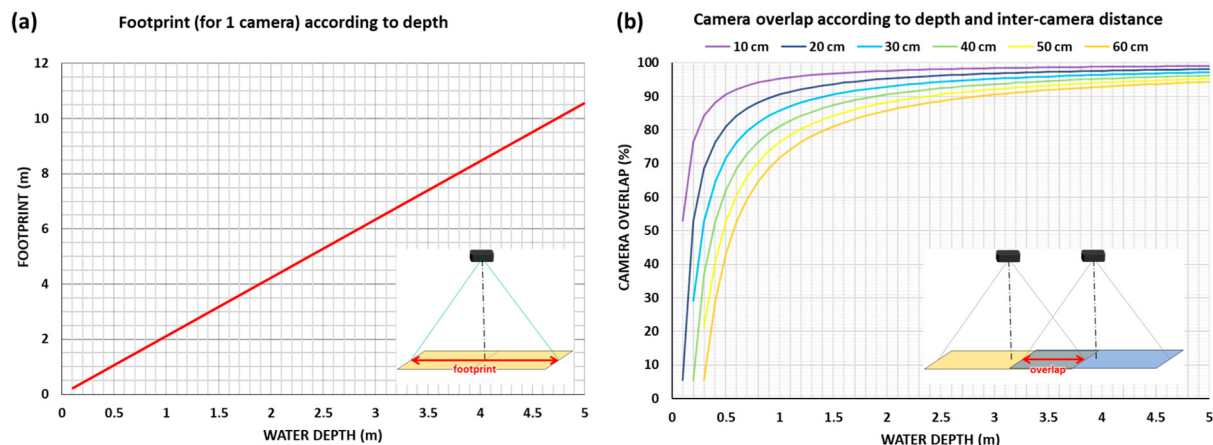 (a)
Footprint (for 1 camera) according to depth
12
10
8
6
4
2
0
FOOTPRINT (m)
footprint
0 0.5 1 1.5 2 2.5 3 3.5 4 4.5 5
WATER DEPTH (m)
(b)
Camera overlap according to depth and inter-camera distance
10 cm 20 cm 30 cm 40 cm 50 cm 60 cm
100
90
80
70
60
50
40
30
20
10
0
CAMERA OVERLAP (%)
overlap
0 0.5 1 1.5 2 2.5 3 3.5 4 4.5 5
WATER DEPTH (m)